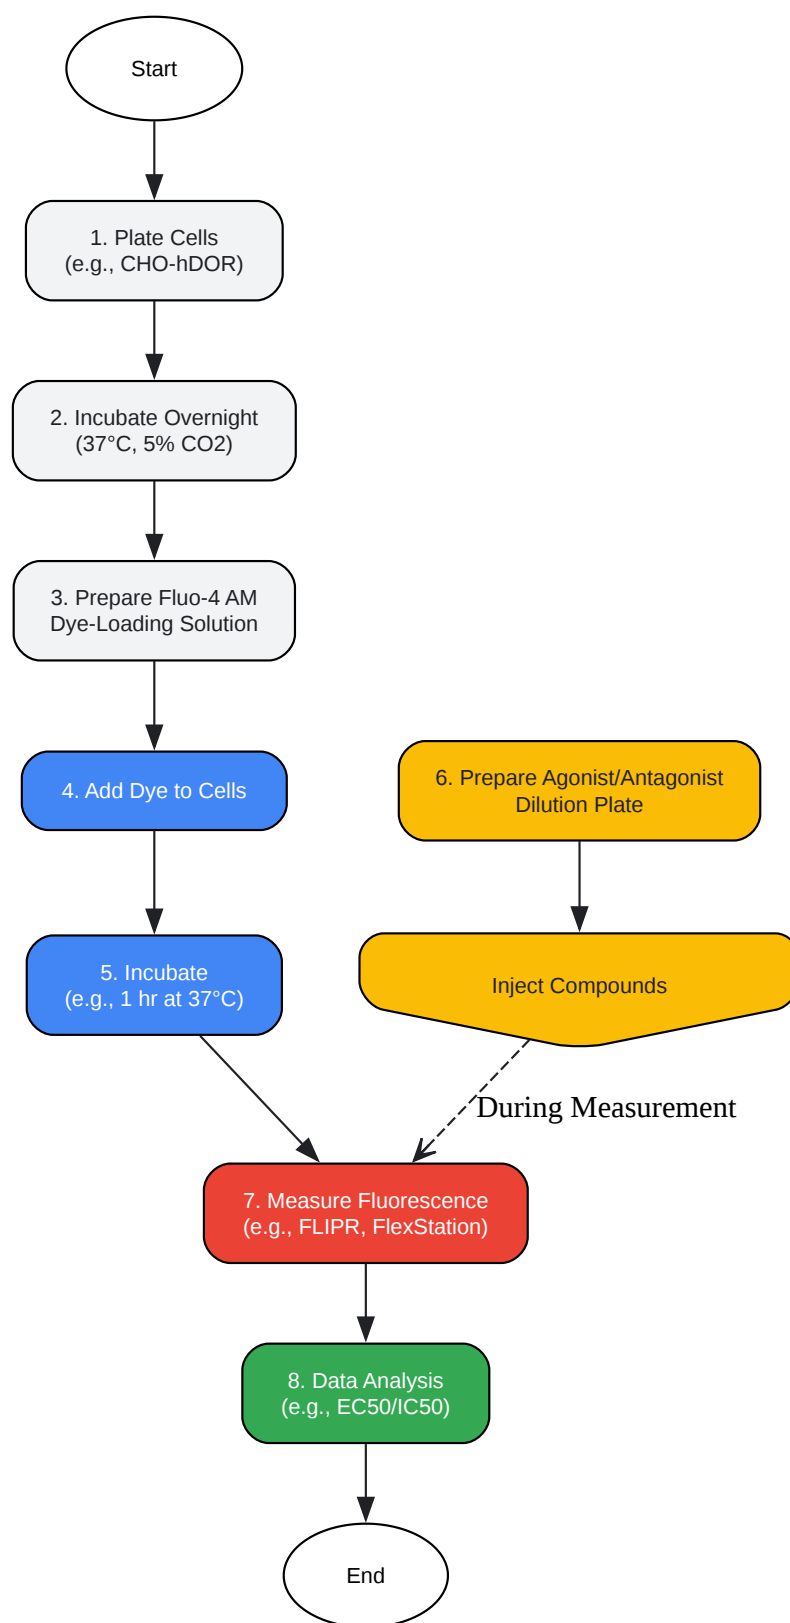 Start
1. Plate Cells
(e.g., CHO-hDOR)
2. Incubate Overnight
(37°C, 5% CO2)
3. Prepare Fluo-4 AM
Dye-Loading Solution
4. Add Dye to Cells
6. Prepare Agonist/Antagonist
Dilution Plate
5. Incubate
(e.g., 1 hr at 37°C)
Inject Compounds
During Measurement
7. Measure Fluorescence
(e.g., FLIPR, FlexStation)
8. Data Analysis
(e.g., EC50/IC50)
End